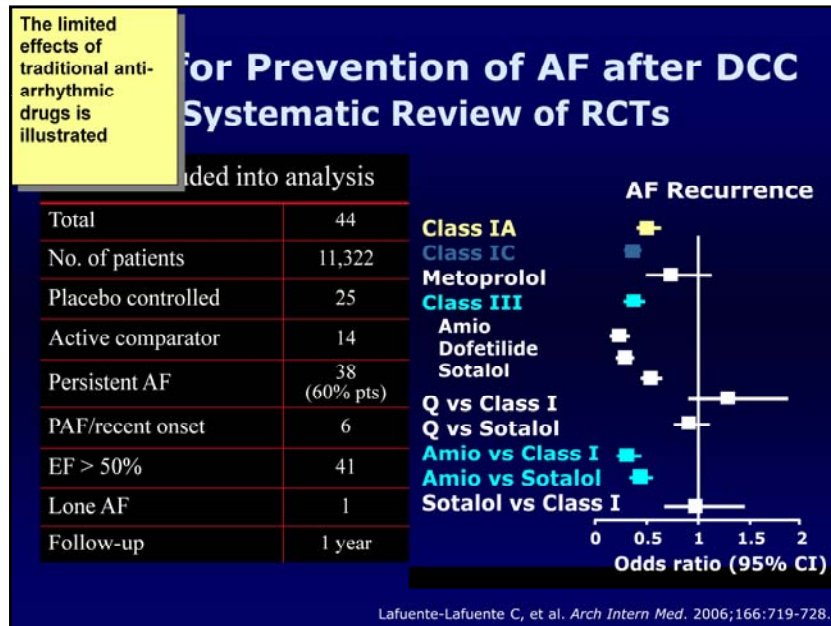 The limited
effects of
traditional anti-
arrhythmic
drugs is
illustrated
for Prevention of AF after DCC
Systematic Review of RCTs
into analysis
Total 44
No. of patients 11,322
Placebo controlled 25
Active comparator 14
Persistent AF 38
(60% pts)
PAF/recent onset 6
EF > 50% 41
Lone AF 1
Follow-up 1 year
AF Recurrence
Class IA
Class IC
Metoprolol
Class III
Amio
Dofetilide
Sotalol
Q vs Class I
Q vs Sotalol
Amio vs Class I
Amio vs Sotalol
Sotalol vs Class I
0 0.5 1 1.5 2
Odds ratio (95% CI)
Lafuente-Lafuente C, et al. Arch Intern Med. 2006;166:719-728.